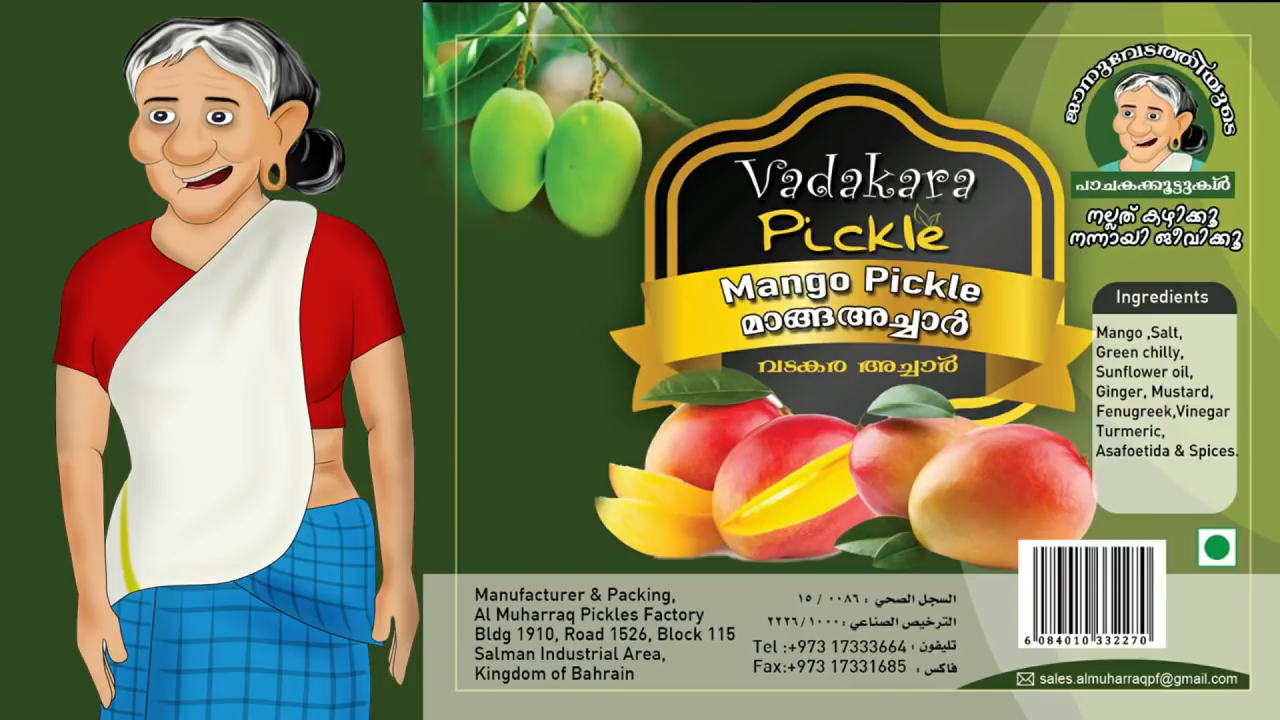 Vadakara
Pickle
Mango Pickle
മാങ്ങഅച്ചാർ
വടകര അച്ചാർ
ജാനുവേടത്തിയുടെ
പാചകക്കൂട്ടുകൾ
നല്ലത് കഴിക്കൂ
നന്നായി ജീവിക്കൂ
Ingredients
Mango ,Salt,
Green chilly,
Sunflower oil,
Ginger, Mustard,
Fenugreek,Vinegar
Turmeric,
Asafoetida & Spices.
Manufacturer & Packing,
Al Muharraq Pickles Factory
Bldg 1910, Road 1526, Block 115
Salman Industrial Area,
Kingdom of Bahrain
السجل الصحي : ٠٠٨٦ / ١٥
الترخيص الصناعي : ١٠٠٠/٢٢٢٦
Tel :+973 17333664 : تليفون
Fax:+973 17331685 : فاكس
6 084010 332270
sales.almuharraqpf@gmail.com